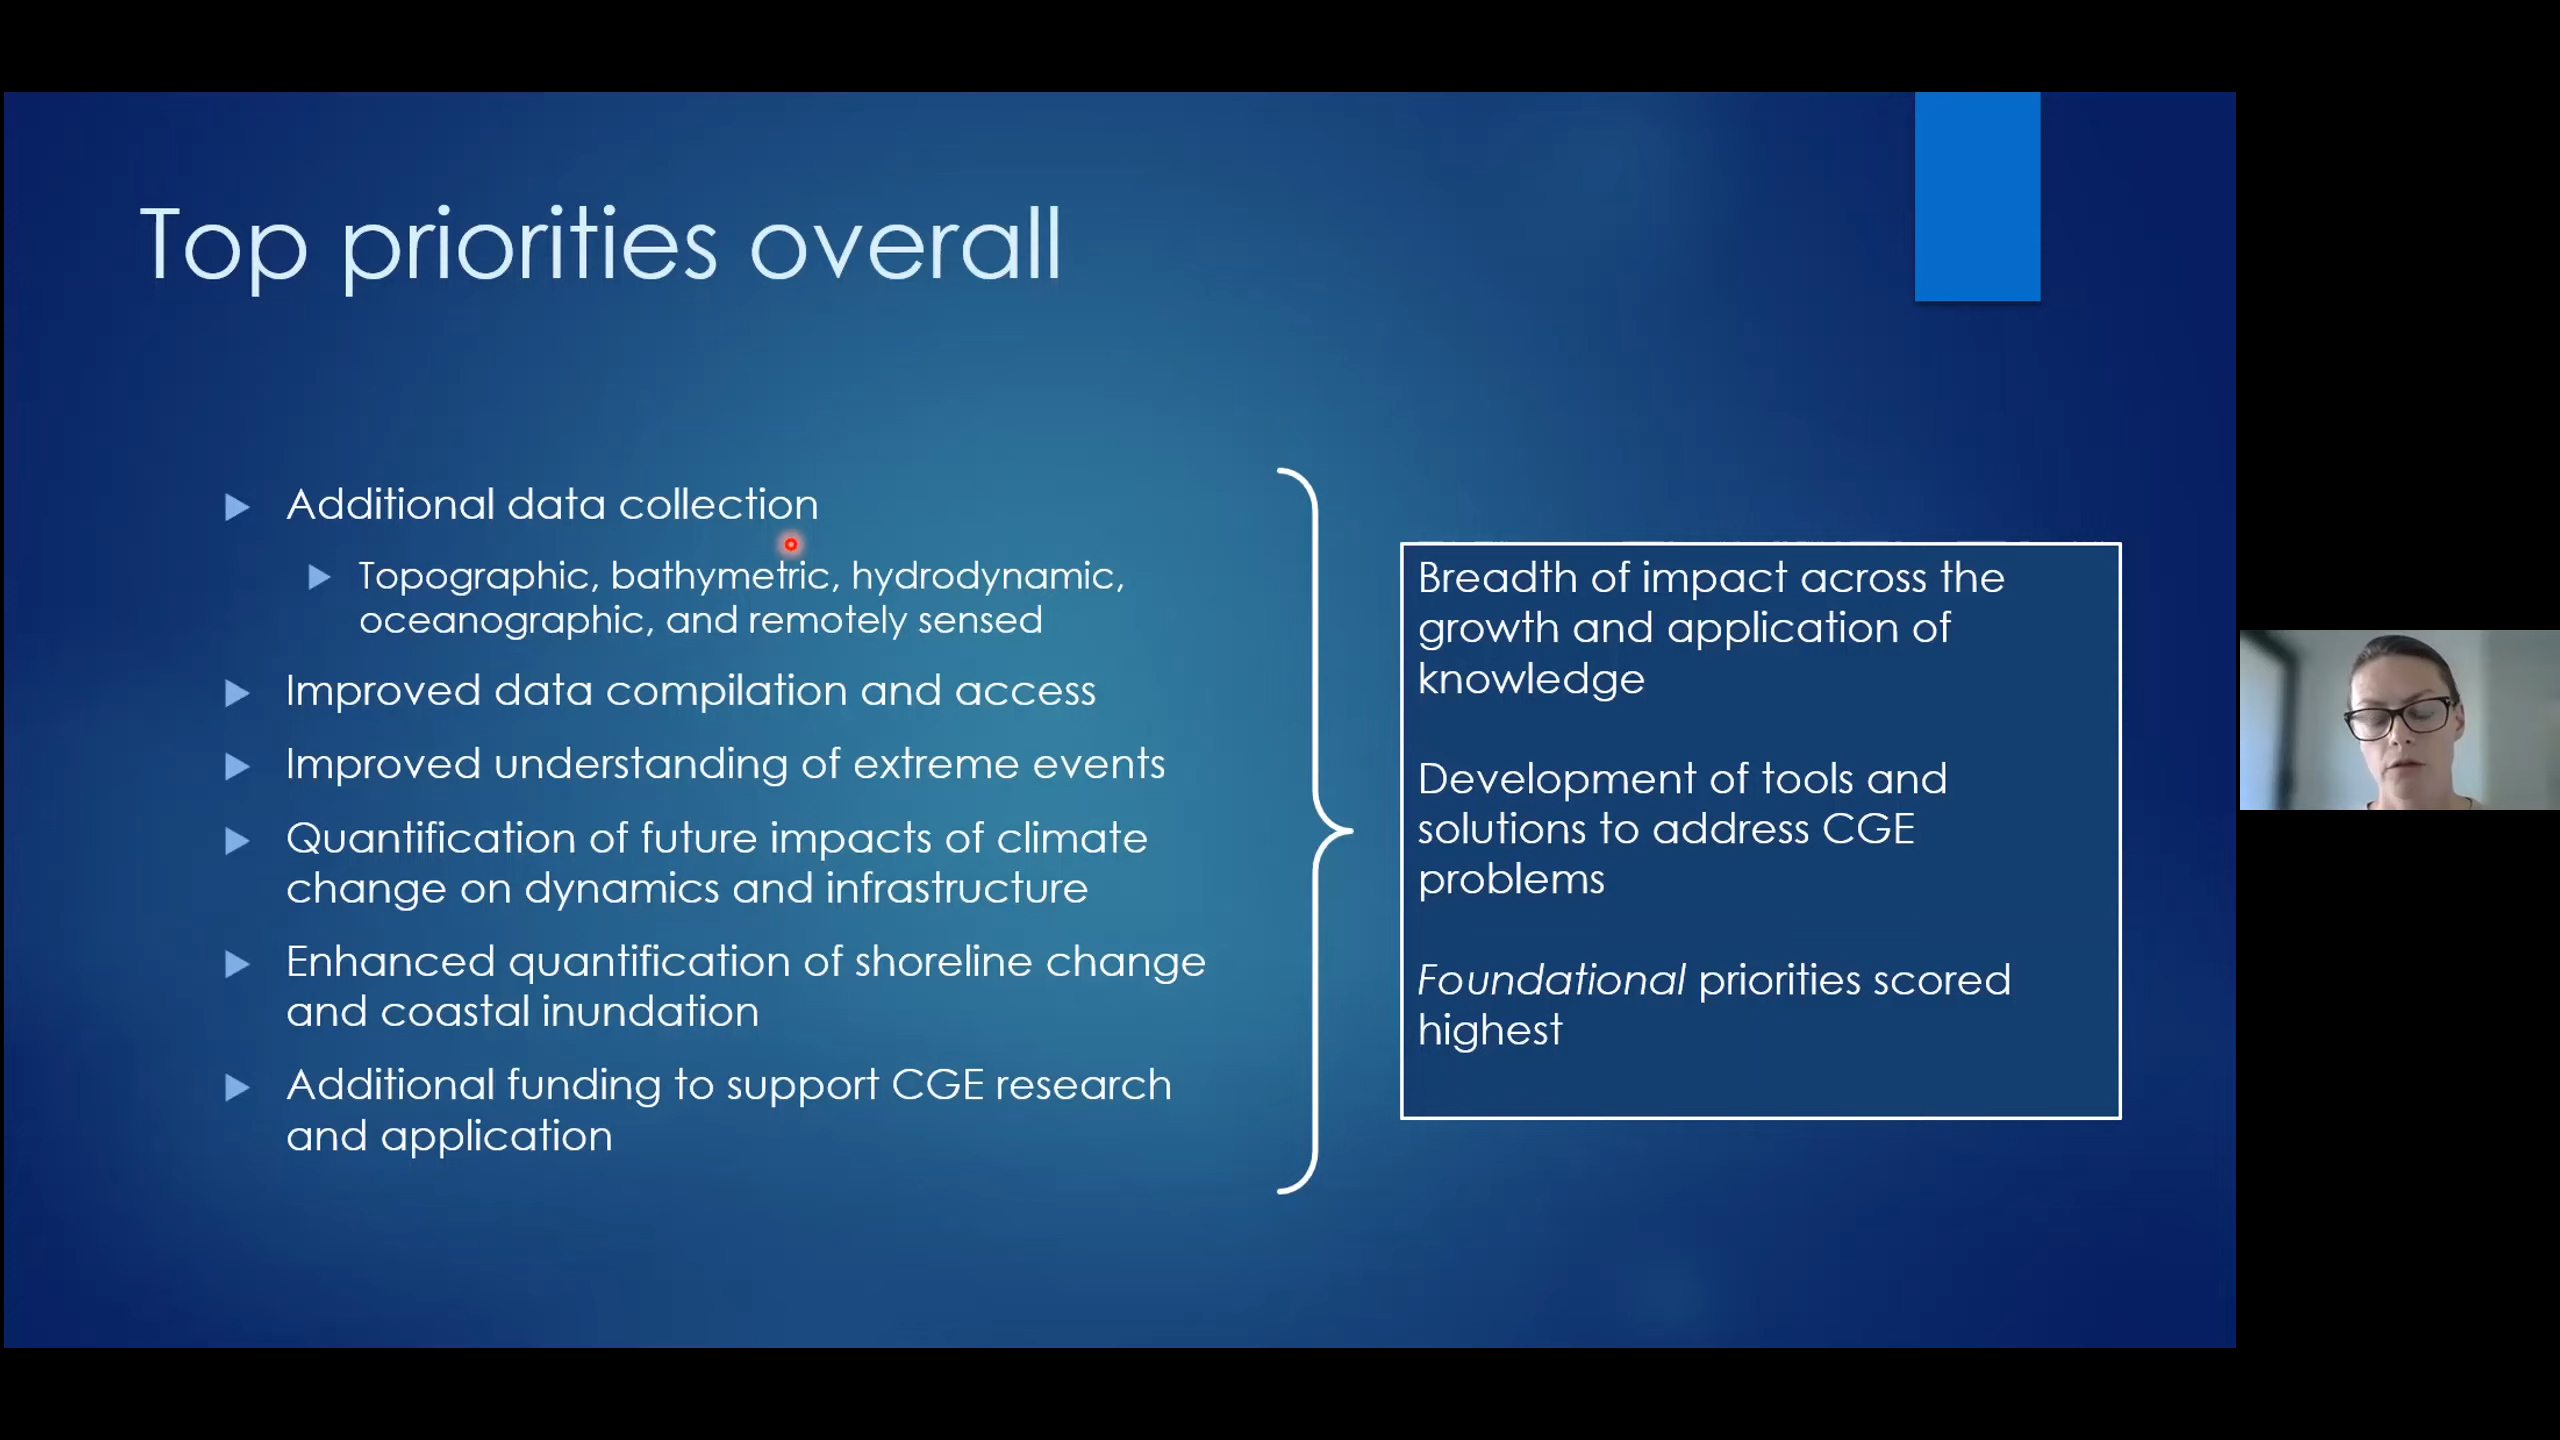 Top priorities overall
Additional data collection
Topographic, bathymetric, hydrodynamic,
oceanographic, and remotely sensed
Improved data compilation and access
Improved understanding of extreme events
Quantification of future impacts of climate
change on dynamics and infrastructure
Enhanced quantification of shoreline change
and coastal inundation
Additional funding to support CGE research
and application
Breadth of impact across the
growth and application of
knowledge
Development of tools and
solutions to address CGE
problems
Foundational priorities scored
highest